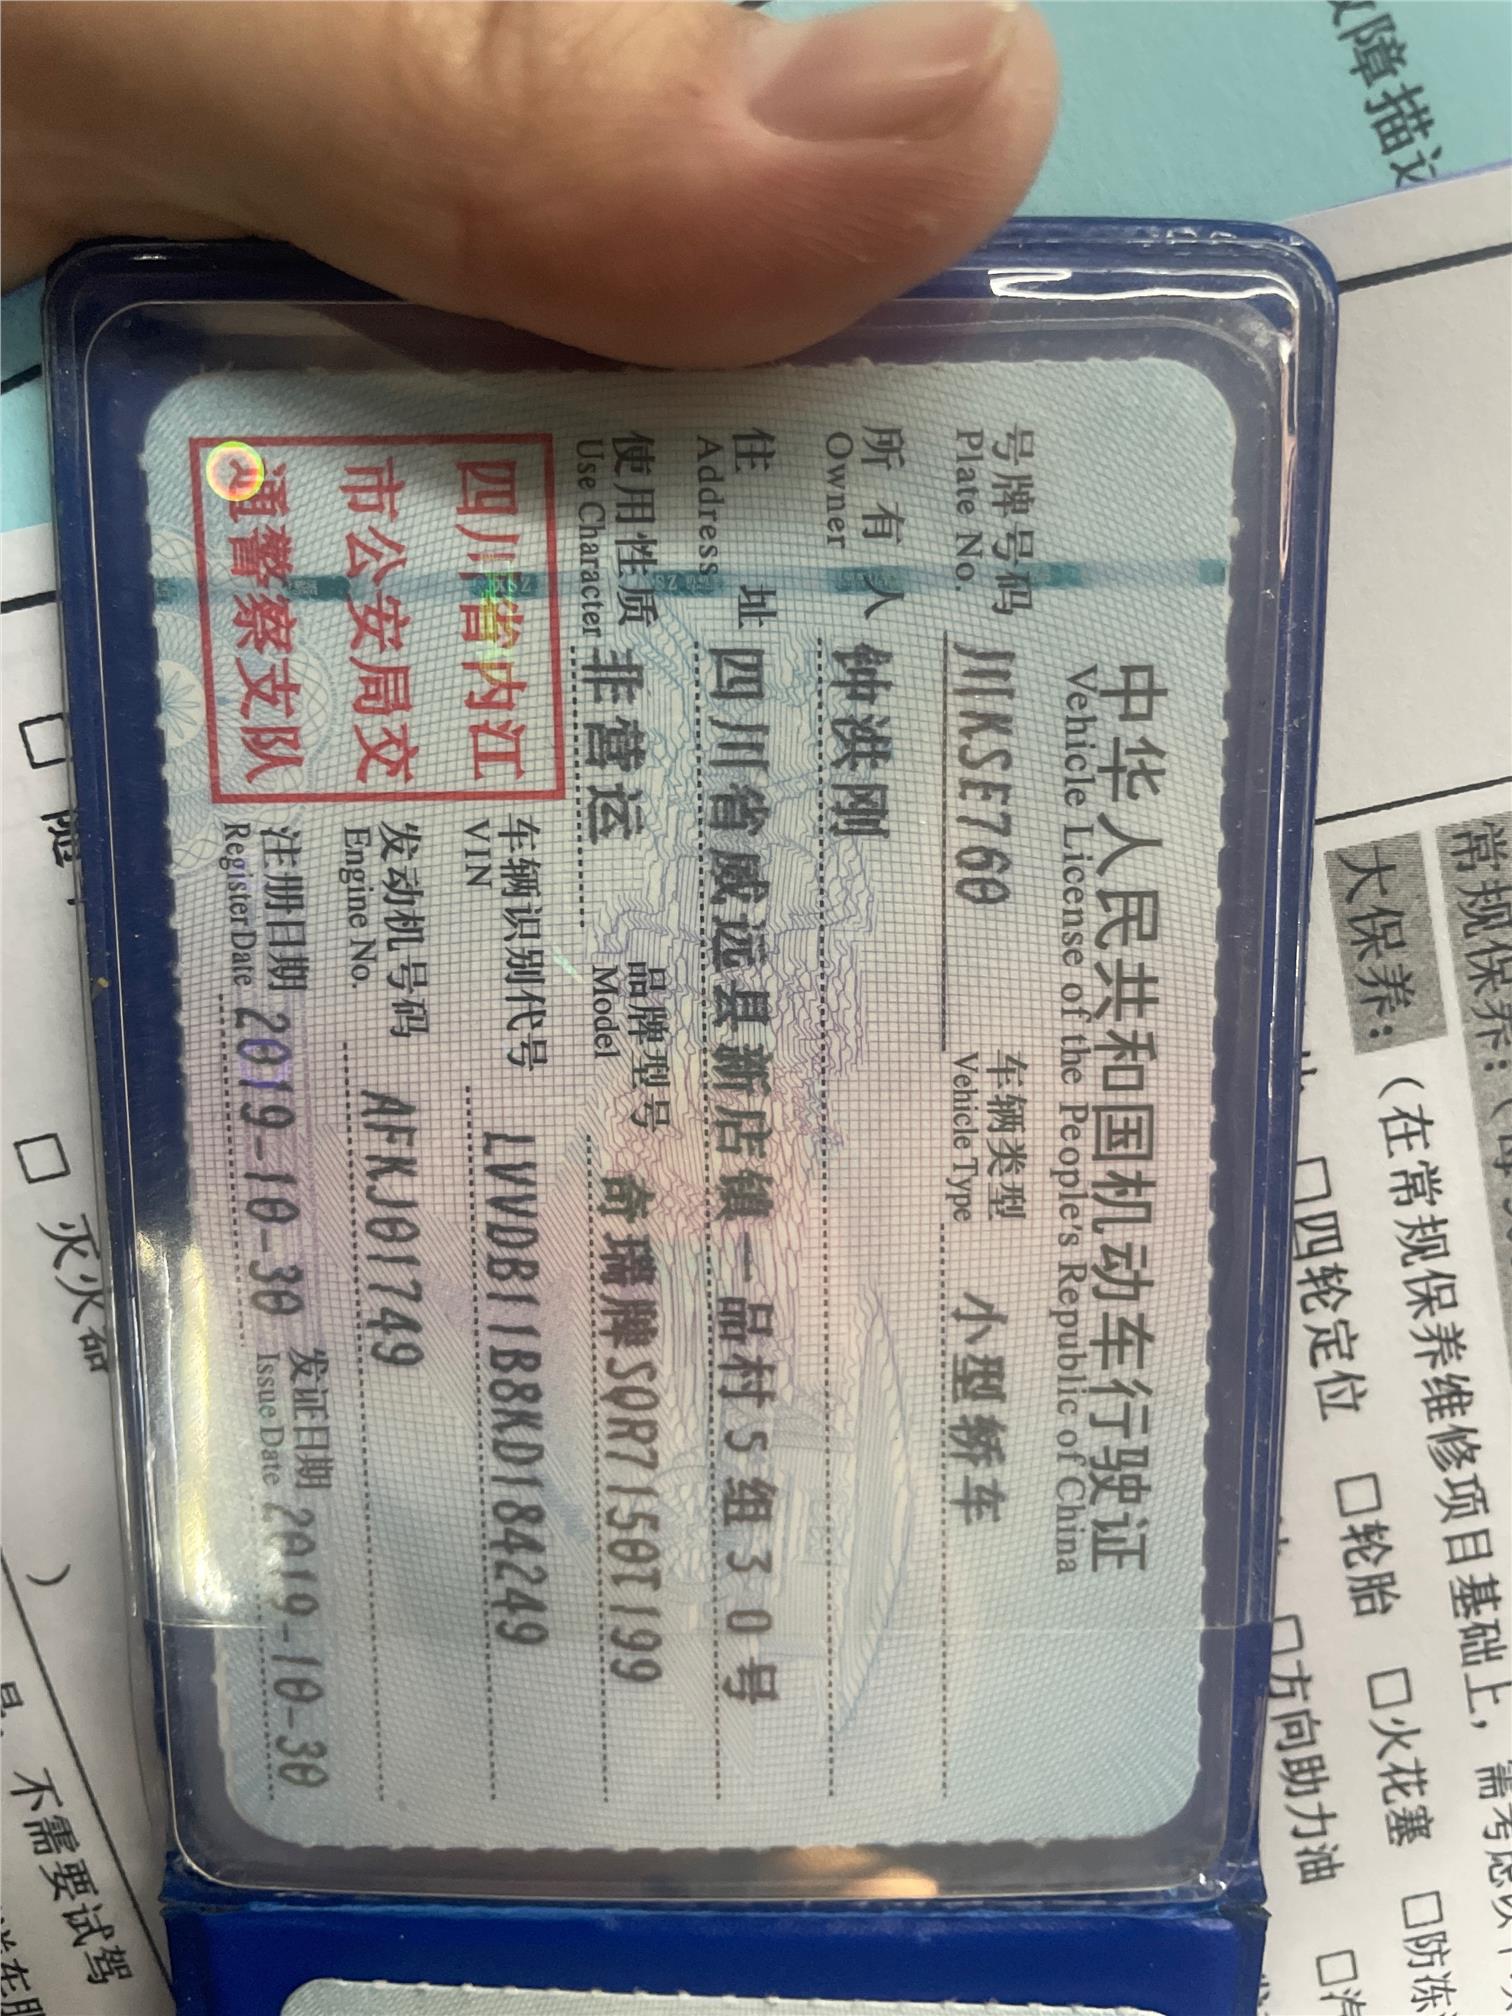 中华人民共和国机动车行驶证
Vehicle License of the People's Republic of China
号牌号码 川KSE760 车辆类型 小型轿车
Plate No. Vehicle Type
所有人 钟洪刚
Owner
住址 四川省威远县新店镇一品村5组30号
Address
使用性质 非营运 品牌型号 奇瑞牌SQR7150T199
Use Character Model
四川省内江
市公安局交
通警察支队
车辆识别代号 LVVDB11B8KD184249
VIN
发动机号码 AFKJ01749
Engine No.
注册日期 2019-10-30 发证日期 2019-10-30
Register Date Issue Date
障描
常规保养：
大保养：（在常规保养维修项目基础上，需考虑以
□四轮定位 □轮胎 □火花塞 □防冻
□方向助力油
□ 灭火器
）
不需要试驾